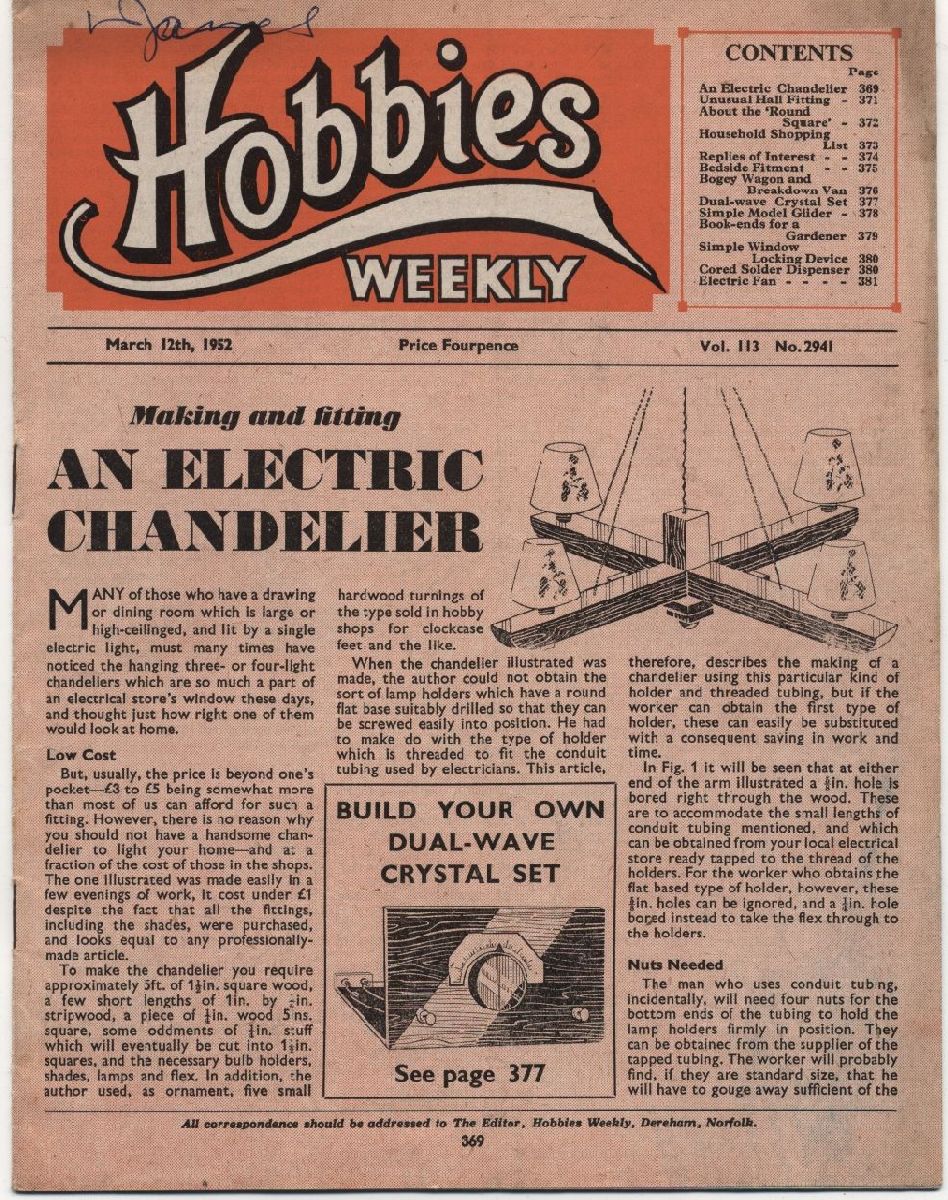 James
Hobbies
WEEKLY
CONTENTS
Page
An Electric Chandelier 369
Unusual Hall Fitting - 371
About the ‘Round
Square’ - 372
Household Shopping
List 373
Replies of Interest - - 374
Bedside Fitment - - 375
Bogey Wagon and
Breakdown Van 376
Dual-wave Crystal Set 377
Simple Model Glider - 378
Book-ends for a
Gardener 379
Simple Window
Locking Device 380
Cored Solder Dispenser 380
Electric Fan - - - - 381
March 12th, 1952 Price Fourpence Vol. 113 No. 2941
Making and fitting
AN ELECTRIC
CHANDELIER
MANY of those who have a drawing
or dining room which is large or
high-ceilinged, and lit by a single
electric light, must many times have
noticed the hanging three- or four-light
chandeliers which are so much a part of
an electrical store's window these days,
and thought just how right one of them
would look at home.
Low Cost
But, usually, the price is beyond one's
pocket—£3 to £5 being somewhat more
than most of us can afford for such a
fitting. However, there is no reason why
you should not have a handsome chan-
delier to light your home—and at a
fraction of the cost of those in the shops.
The one illustrated was made easily in a
few evenings of work, it cost under £1
despite the fact that all the fittings,
including the shades, were purchased,
and looks equal to any professionally-
made article.
To make the chandelier you require
approximately 5ft. of square wood,
a few short lengths of 1in. by
stripwood, a piece of wood 5ins.
square, some oddments of stuff
which will eventually be cut into
squares, and the necessary bulb holders,
shades, lamps and flex. In addition, the
author used, as ornament, five small
hardwood turnings of
the type sold in hobby
shops for clockcase
feet and the like.
When the chandelier illustrated was
made, the author could not obtain the
sort of lamp holders which have a round
flat base suitably drilled so that they can
be screwed easily into position. He had
to make do with the type of holder
which is threaded to fit the conduit
tubing used by electricians. This article,
BUILD YOUR OWN
DUAL-WAVE
CRYSTAL SET
See page 377
therefore, describes the making of a
chandelier using this particular kind of
holder and threaded tubing, but if the
worker can obtain the first type of
holder, these can easily be substituted
with a consequent saving in work and
time.
In Fig. 1 it will be seen that at either
end of the arm illustrated a hole is
bored right through the wood. These
are to accommodate the small lengths of
conduit tubing mentioned, and which
can be obtained from your local electrical
store ready tapped to the thread of the
holders. For the worker who obtains the
flat based type of holder, however, these
holes can be ignored, and a hole
bored instead to take the flex through to
the holders.
Nuts Needed
The man who uses conduit tubing,
incidentally, will need four nuts for the
bottom ends of the tubing to hold the
lamp holders firmly in position. They
can be obtained from the supplier of the
tapped tubing. The worker will probably
find, if they are standard size, that he
will have to gouge away sufficient of the
All correspondence should be addressed to The Editor, Hobbies Weekly, Dereham, Norfolk.
369